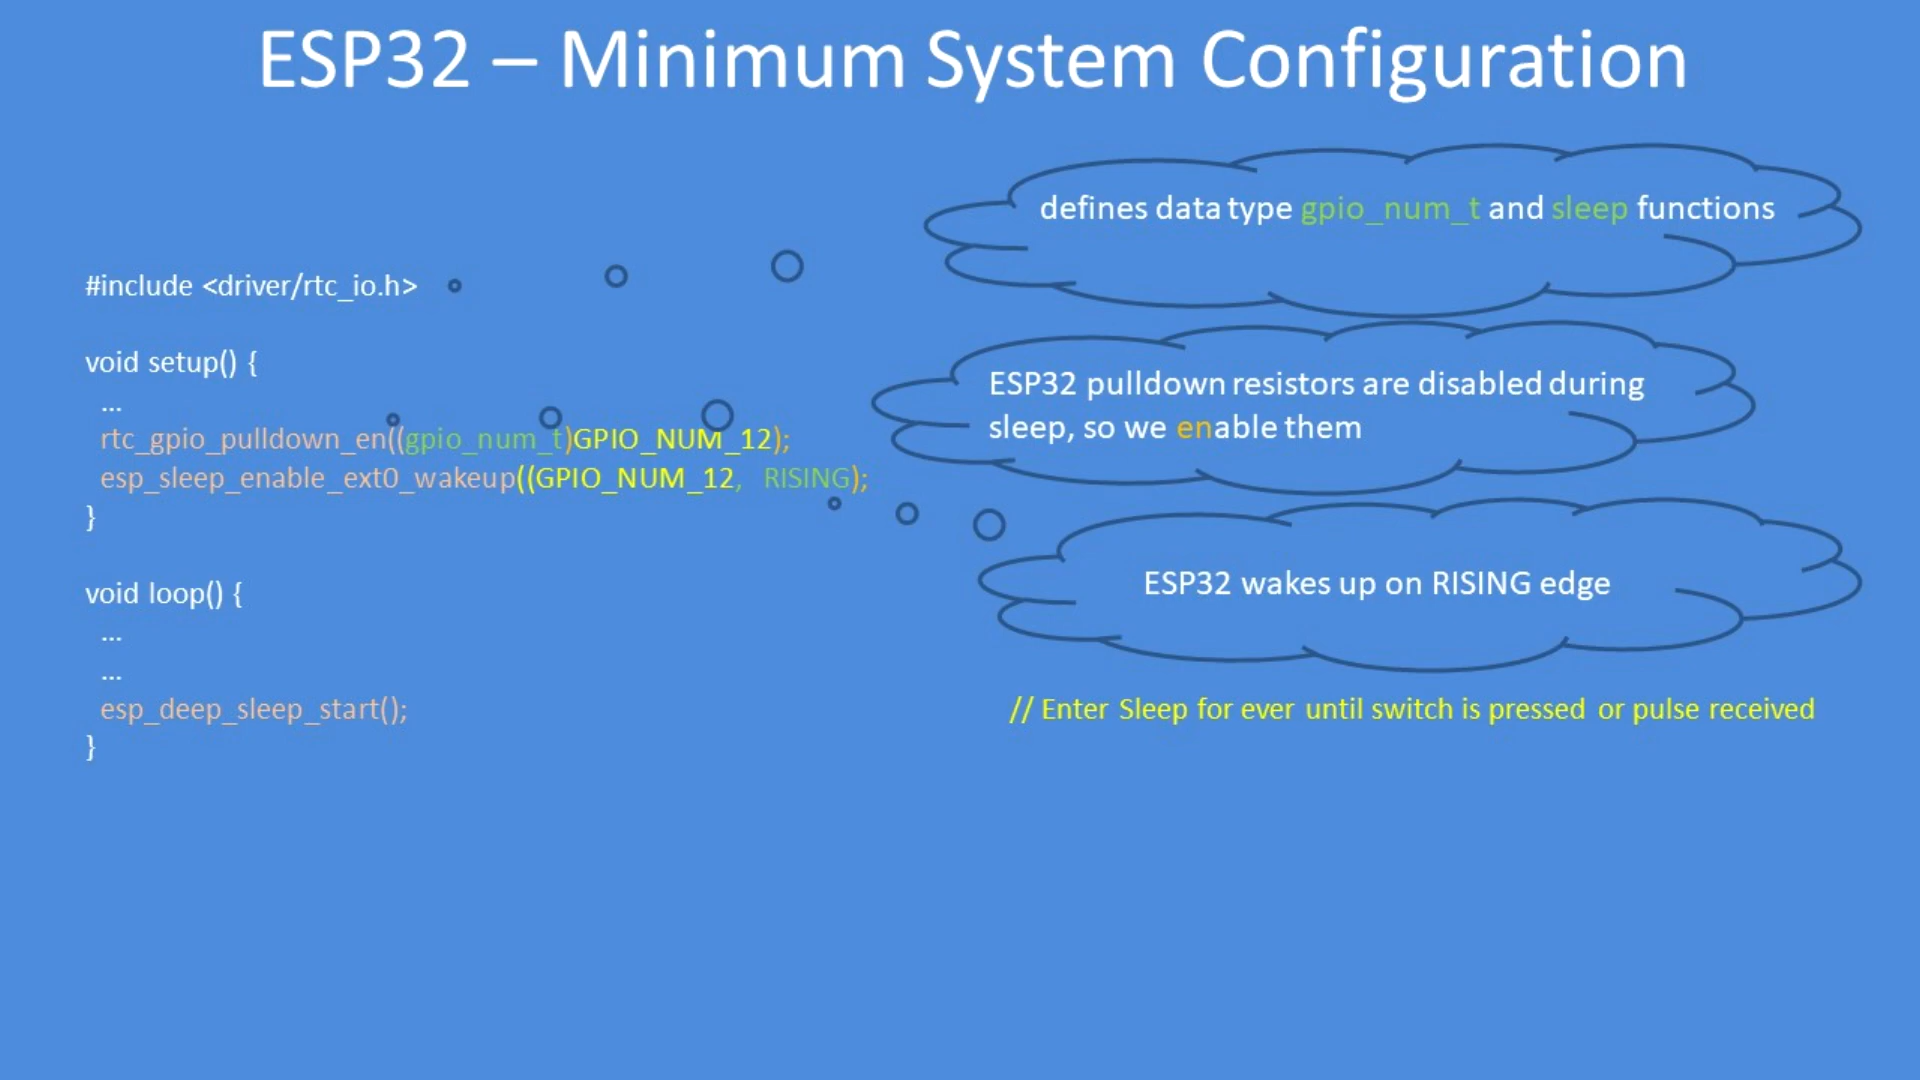 ESP32 – Minimum System Configuration
defines data type gpio_num_t and sleep functions
#include <driver/rtc_io.h>
void setup() {
...
rtc_gpio_pulldown_en((gpio_num_t)GPIO_NUM_12);
esp_sleep_enable_ext0_wakeup((GPIO_NUM_12, RISING);
}
ESP32 pulldown resistors are disabled during
sleep, so we enable them
ESP32 wakes up on RISING edge
void loop() {
...
...
esp_deep_sleep_start();
// Enter Sleep for ever until switch is pressed or pulse received
}